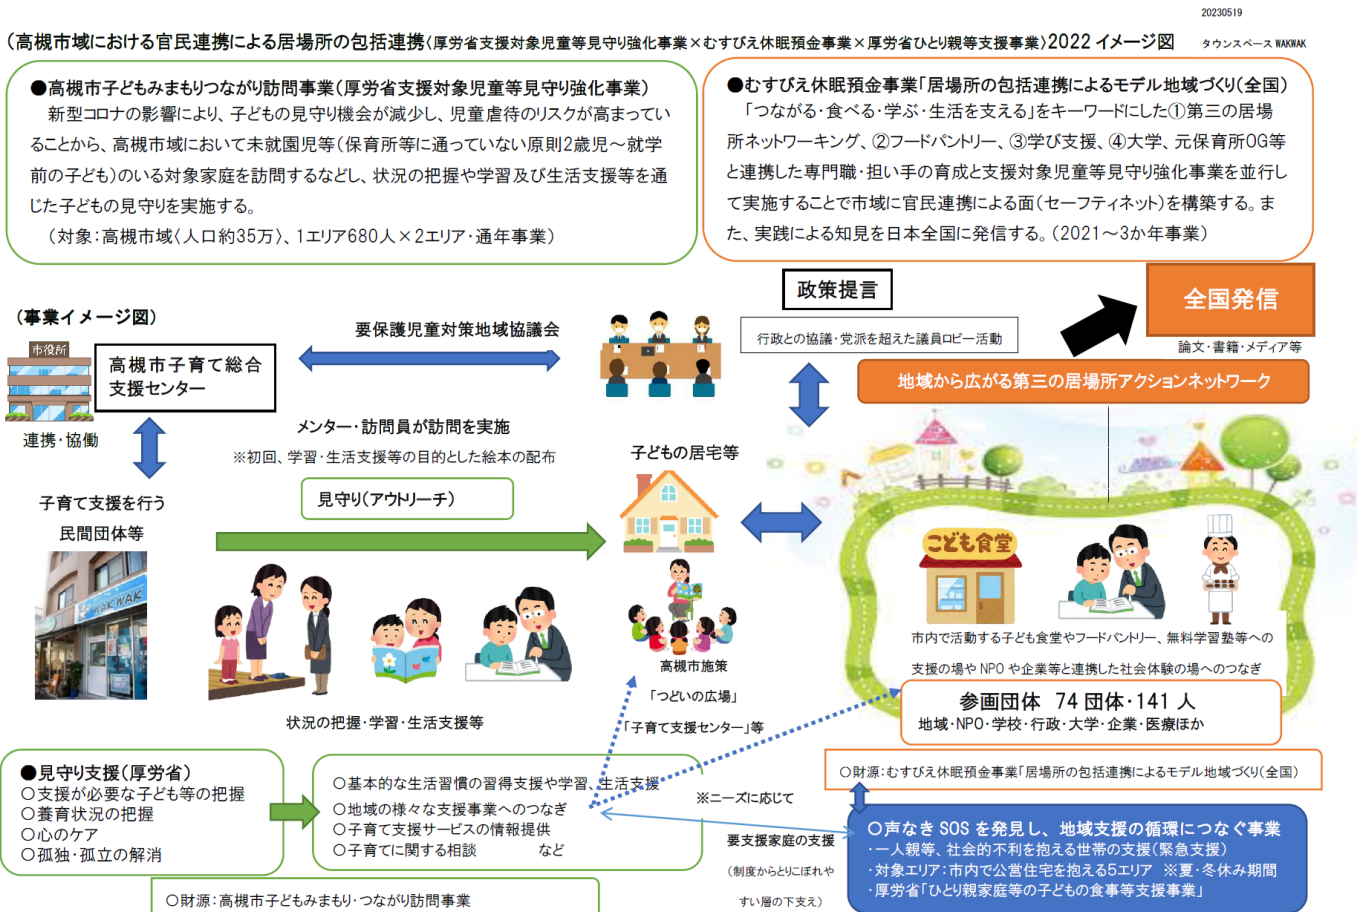 20230519
（高槻市域における官民連携による居場所の包括連携〈厚労省支援対象児童等見守り強化事業×むすびえ休眠預金事業×厚労省ひとり親等支援事業〉2022 イメージ図
タウンスペース WAKWAK
●高槻市子どもみまもりつながり訪問事業（厚労省支援対象児童等見守り強化事業）
新型コロナの影響により、子どもの見守り機会が減少し、児童虐待のリスクが高まってい
ることから、高槻市域において未就園児等（保育所等に通っていない原則2歳児～就学
前の子ども）のいる対象家庭を訪問するなどし、状況の把握や学習及び生活支援等を通
じた子どもの見守りを実施する。
（対象：高槻市域〈人口約35万〉、1エリア680人×2エリア・通年事業）
●むすびえ休眠預金事業「居場所の包括連携によるモデル地域づくり（全国）
「つながる・食べる・学ぶ・生活を支える」をキーワードにした①第三の居場
所ネットワーキング、②フードパントリー、③学び支援、④大学、元保育所OG等
と連携した専門職・担い手の育成と支援対象児童等見守り強化事業を並行し
て実施することで市域に官民連携による面（セーフティネット）を構築する。ま
た、実践による知見を日本全国に発信する。（2021～3か年事業）
（事業イメージ図）
市役所
高槻市子育て総合
支援センター
連携・協働
要保護児童対策地域協議会
政策提言
行政との協議・党派を超えた議員ロビー活動
全国発信
論文・書籍・メディア等
地域から広がる第三の居場所アクションネットワーク
メンター・訪問員が訪問を実施
※初回、学習・生活支援等の目的とした絵本の配布
見守り（アウトリーチ）
子どもの居宅等
子育て支援を行う
民間団体等
WAK WAK
こども食堂
状況の把握・学習・生活支援等
高槻市施策
「つどいの広場」
「子育て支援センター」等
市内で活動する子ども食堂やフードパントリー、無料学習塾等への
支援の場や NPO や企業等と連携した社会体験の場へのつなぎ
参画団体 74 団体・141 人
地域・NPO・学校・行政・大学・企業・医療ほか
●見守り支援（厚労省）
○支援が必要な子ども等の把握
○養育状況の把握
○心のケア
○孤独・孤立の解消
○基本的な生活習慣の習得支援や学習、生活支援
○地域の様々な支援事業へのつなぎ
○子育て支援サービスの情報提供
○子育てに関する相談 など
※ニーズに応じて
○財源：むすびえ休眠預金事業「居場所の包括連携によるモデル地域づくり（全国）
要支援家庭の支援
（制度からとりこぼれや
すい層の下支え）
○声なき SOS を発見し、地域支援の循環につなぐ事業
・一人親等、社会的不利を抱える世帯の支援（緊急支援）
・対象エリア：市内で公営住宅を抱える5エリア ※夏・冬休み期間
・厚労省「ひとり親家庭等の子どもの食事等支援事業」
○財源：高槻市子どもみまもり・つながり訪問事業